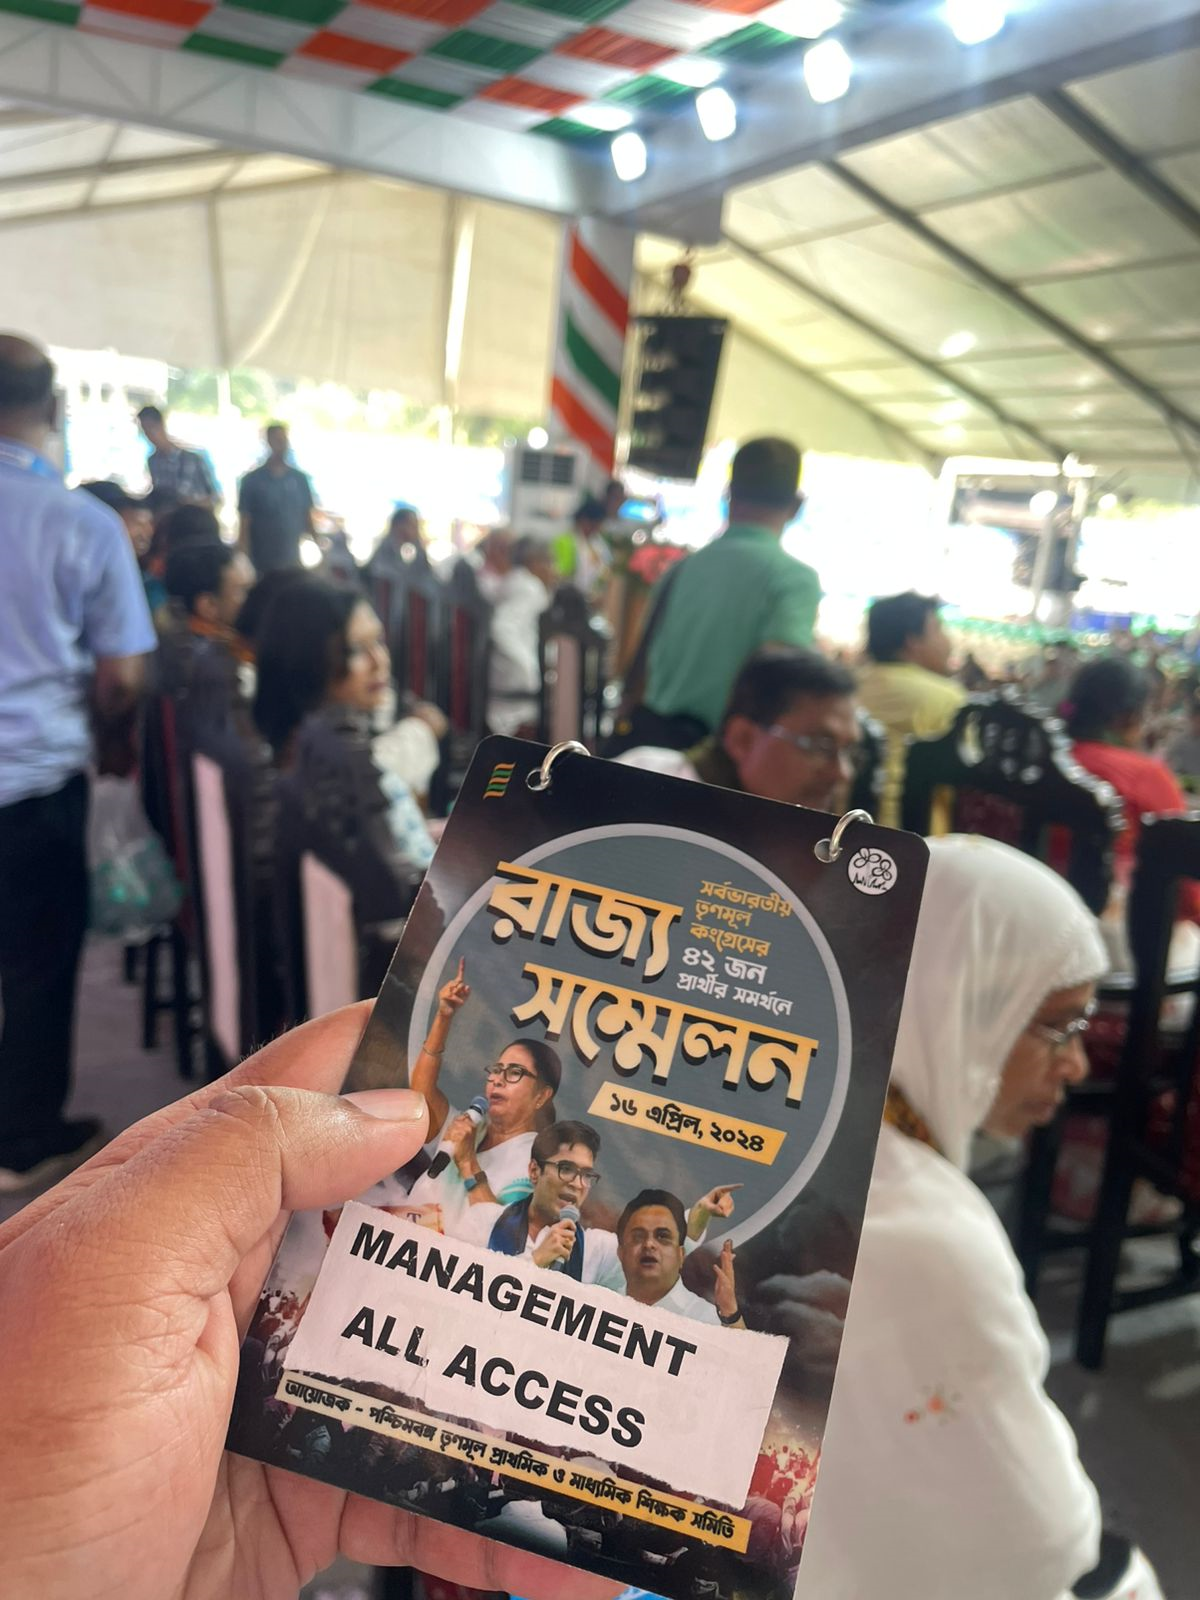 রাজ্য
সম্মেলন
সর্বভারতীয়
তৃণমূল
কংগ্রেসের
৪২ জন
প্রার্থীর সমর্থনে
১৬ এপ্রিল, ২০২৪
MANAGEMENT
ALL ACCESS
আয়োজক - পশ্চিমবঙ্গ তৃণমূল প্রাথমিক ও মাধ্যমিক শিক্ষক সমিতি